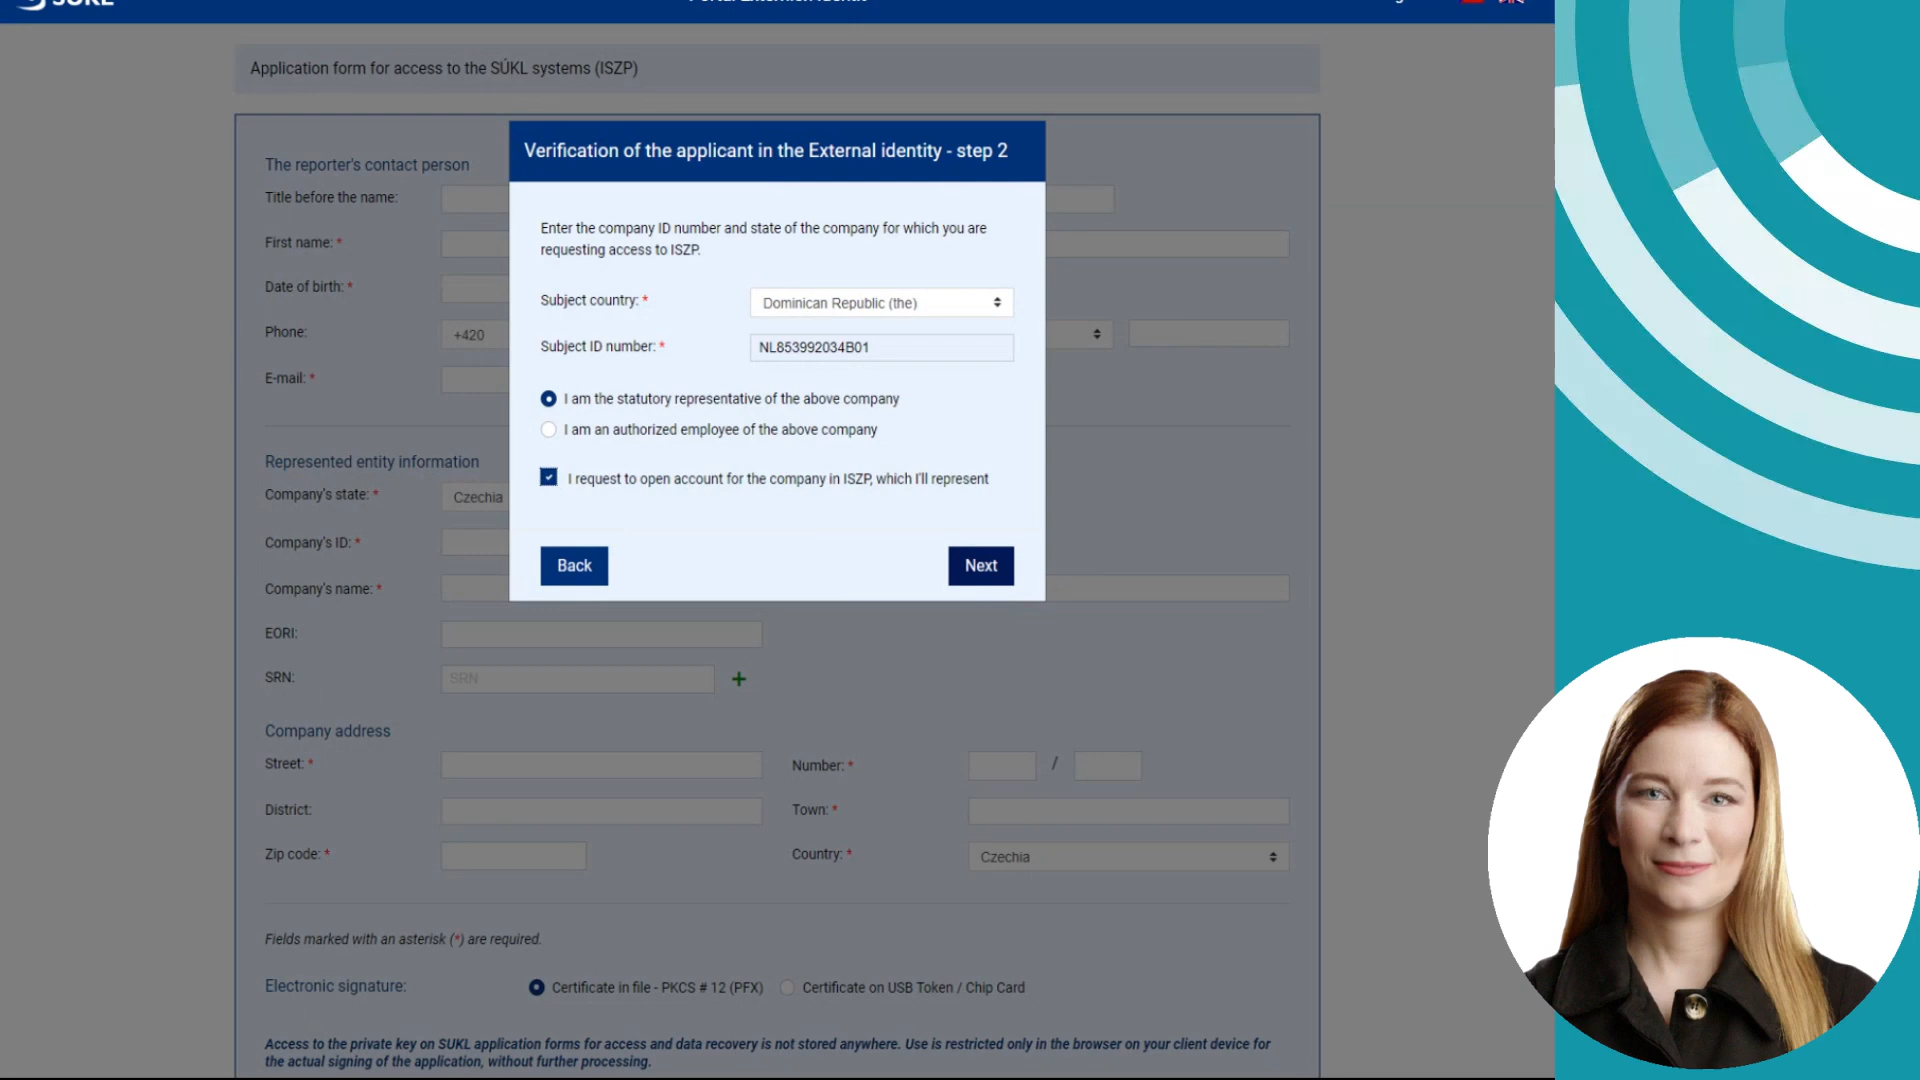 SÚKL
Application form for access to the SÚKL systems (ISZP)
Verification of the applicant in the External identity - step 2
Enter the company ID number and state of the company for which you are
requesting access to ISZP.
Subject country: * Dominican Republic (the)
Subject ID number: * NL853992034B01
I am the statutory representative of the above company
I am an authorized employee of the above company
I request to open account for the company in ISZP, which I'll represent
Back Next
The reporter's contact person
Title before the name:
First name: *
Date of birth: *
Phone: +420
E-mail: *
Represented entity information
Company's state: * Czechia
Company's ID: *
Company's name: *
EORI:
SRN: SRN +
Company address
Street: * Number: * /
District: Town: *
Zip code: * Country: * Czechia
Fields marked with an asterisk (*) are required.
Electronic signature: Certificate in file - PKCS # 12 (PFX) Certificate on USB Token / Chip Card
Access to the private key on SUKL application forms for access and data recovery is not stored anywhere. Use is restricted only in the browser on your client device for
the actual signing of the application, without further processing.